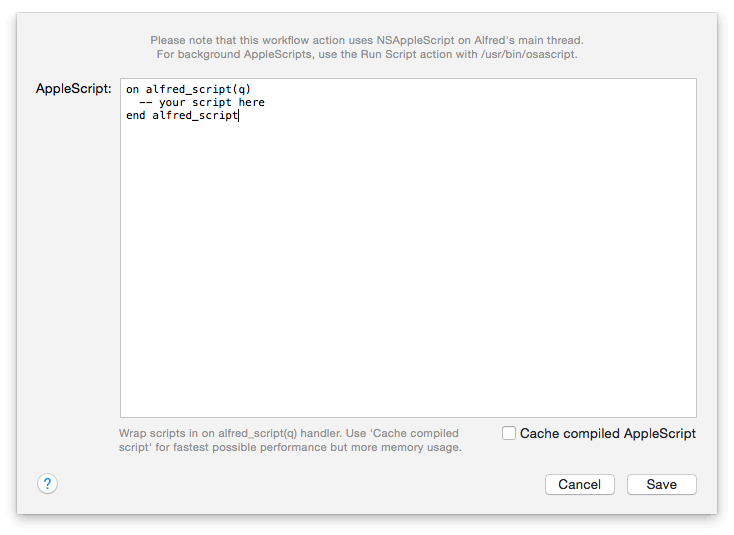 Please note that this workflow action uses NSAppleScript on Alfred's main thread.
For background AppleScripts, use the Run Script action with /usr/bin/osascript.
AppleScript:
on alfred_script(q)
  -- your script here
end alfred_script
Wrap scripts in on alfred_script(q) handler. Use 'Cache compiled
script' for fastest possible performance but more memory usage.
Cache compiled AppleScript
?
Cancel
Save